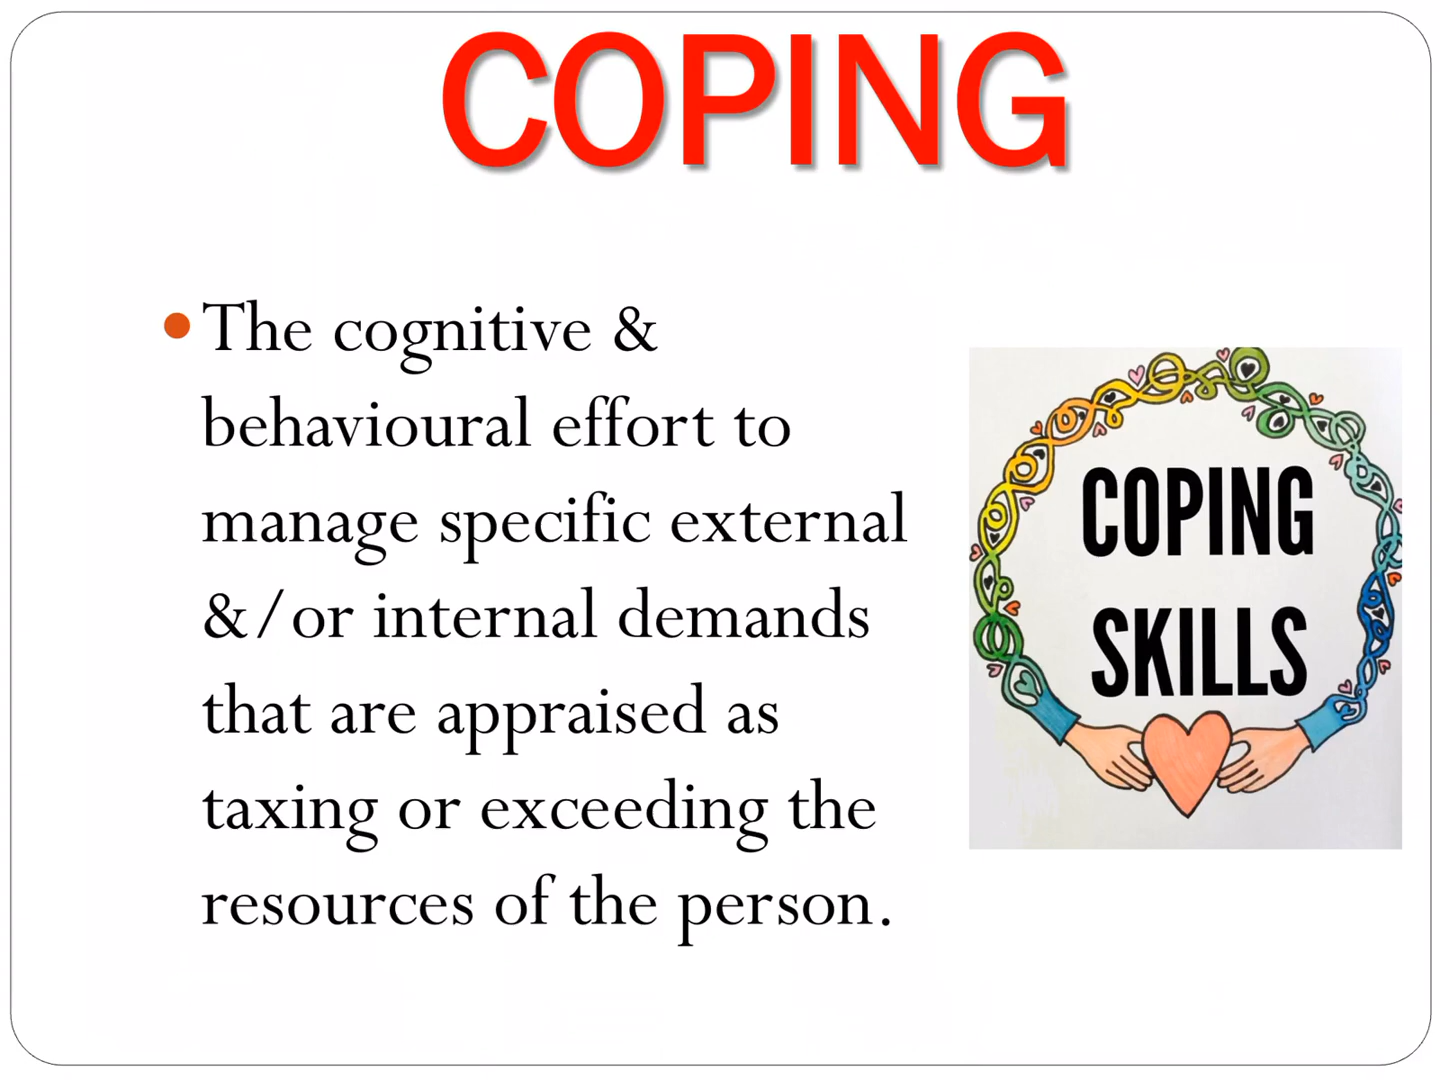 COPING
The cognitive &
behavioural effort to
manage specific external
&/or internal demands
that are appraised as
taxing or exceeding the
resources of the person.
COPING
SKILLS